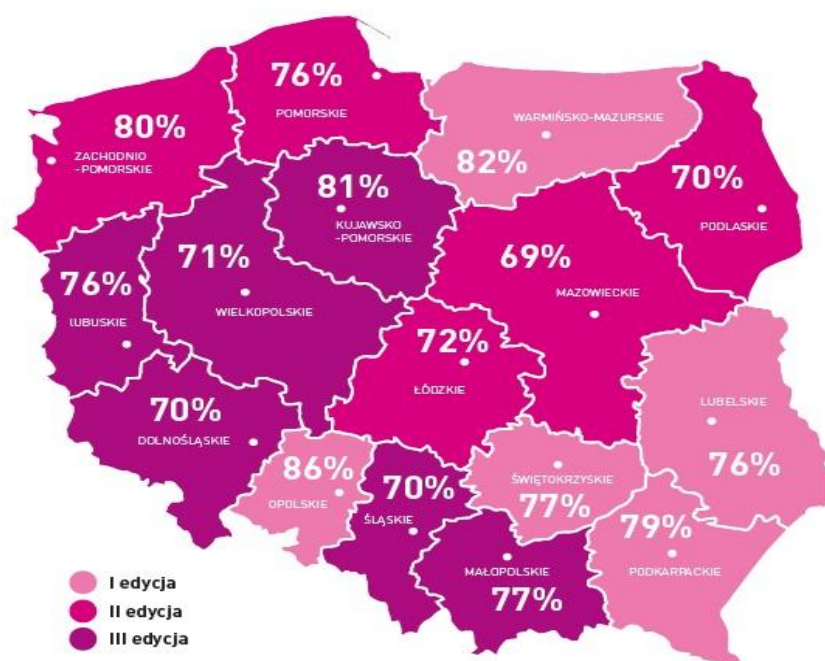 76%
POMORSKIE
80%
ZACHODNIO
-POMORSKIE
WARMIŃSKO-MAZURSKIE
82%
70%
PODLASKIE
81%
KUJAWSKO
-POMORSKIE
71%
WIELKOPOLSKIE
69%
MAZOWIECKIE
76%
lUBUSKIE
72%
ŁÓDZKIE
70%
DOLNOŚLĄSKIE
LUBELSKIE
76%
86%
OPOLSKIE
70%
ŚLĄSKIE
ŚWIĘTOKRZYSKIE
77%
79%
PODKARPACKIE
MAŁOPOLSKIE
77%
I edycja
II edycja
III edycja